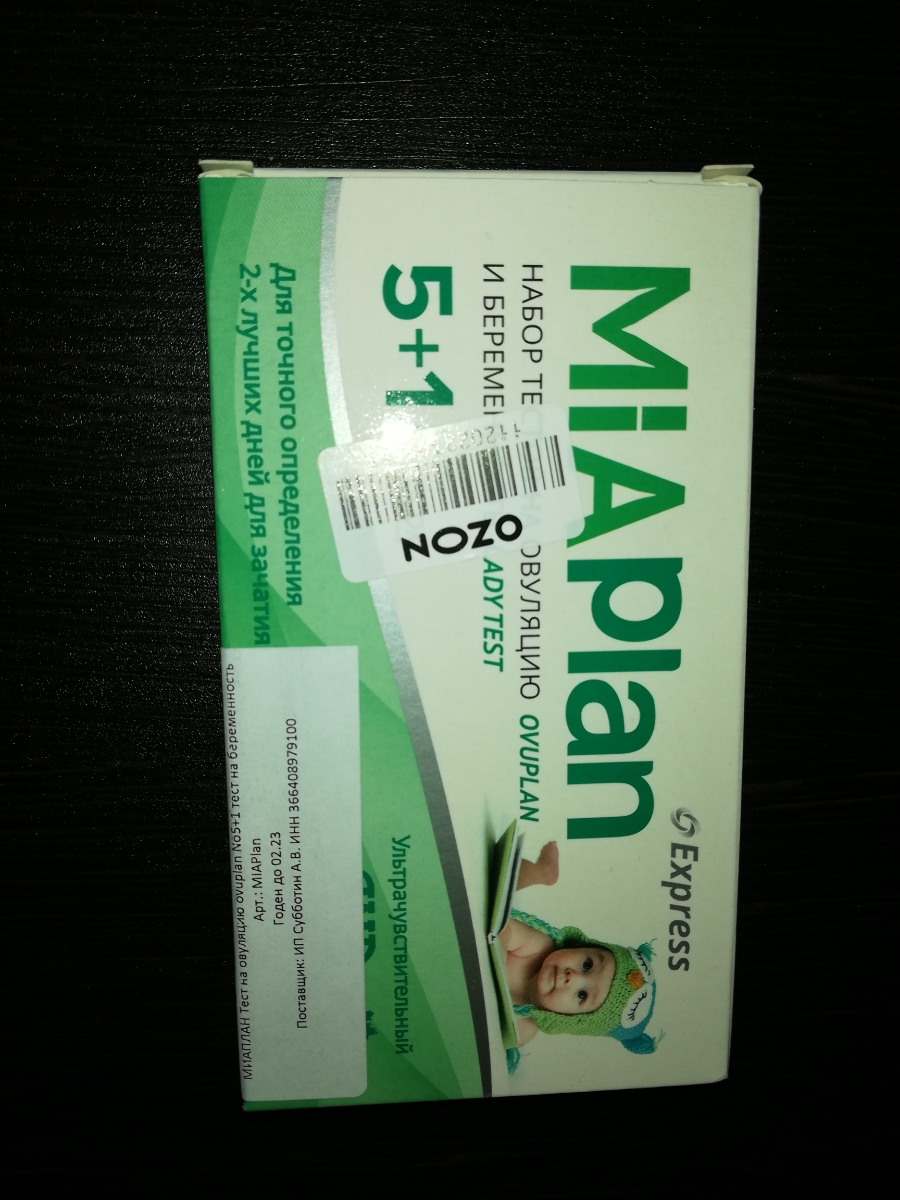 MiAplan
Express
НАБОР ТЕС НА ОВУЛЯЦИЮ OVUPLAN
И БЕРЕМЕ ADY TEST
5+1
OZON
Для точного определения
2-х лучших дней для зачатия
Ультрачувствительный
МИАПЛАН Тест на овуляцию ovuplan No5+1 тест на беременность
Арт.: MIAPlan
Годен до 02.23
Поставщик: ИП Субботин А.В. ИНН 366408979100